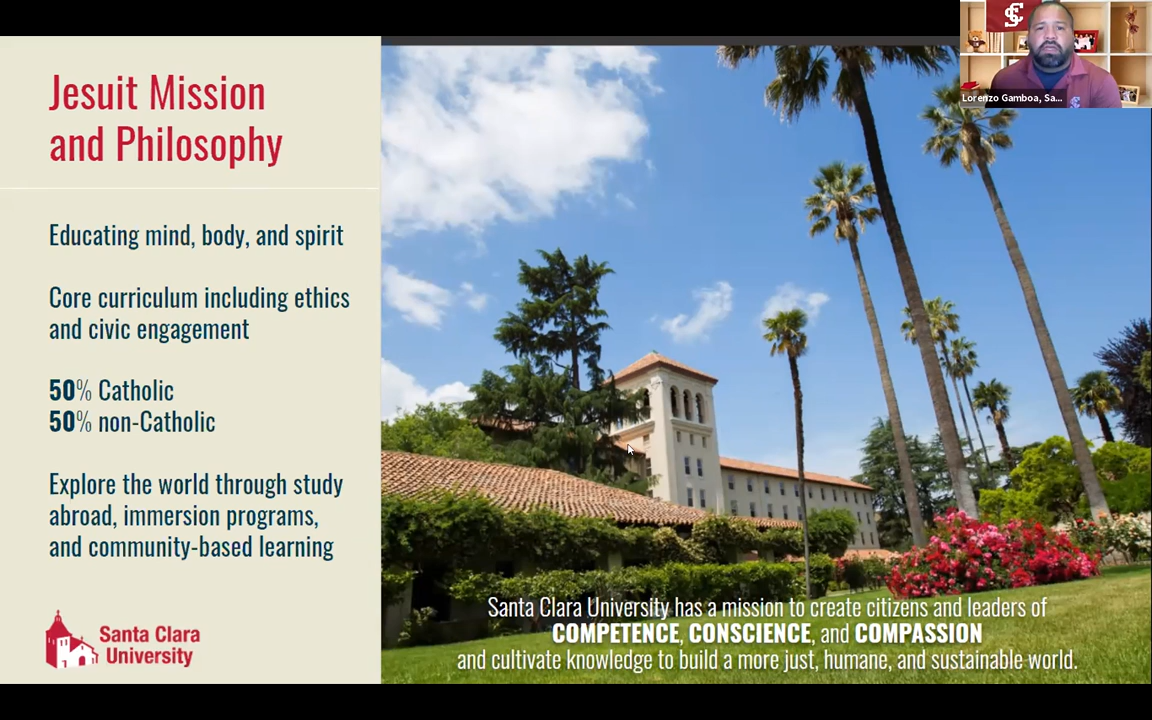 Jesuit Mission
and Philosophy
Educating mind, body, and spirit
Core curriculum including ethics
and civic engagement
50% Catholic
50% non-Catholic
Explore the world through study
abroad, immersion programs,
and community-based learning
Santa Clara
University
Santa Clara University has a mission to create citizens and leaders of
COMPETENCE, CONSCIENCE, and COMPASSION
and cultivate knowledge to build a more just, humane, and sustainable world.
SC
Lorenzo Gamboa, Sa...